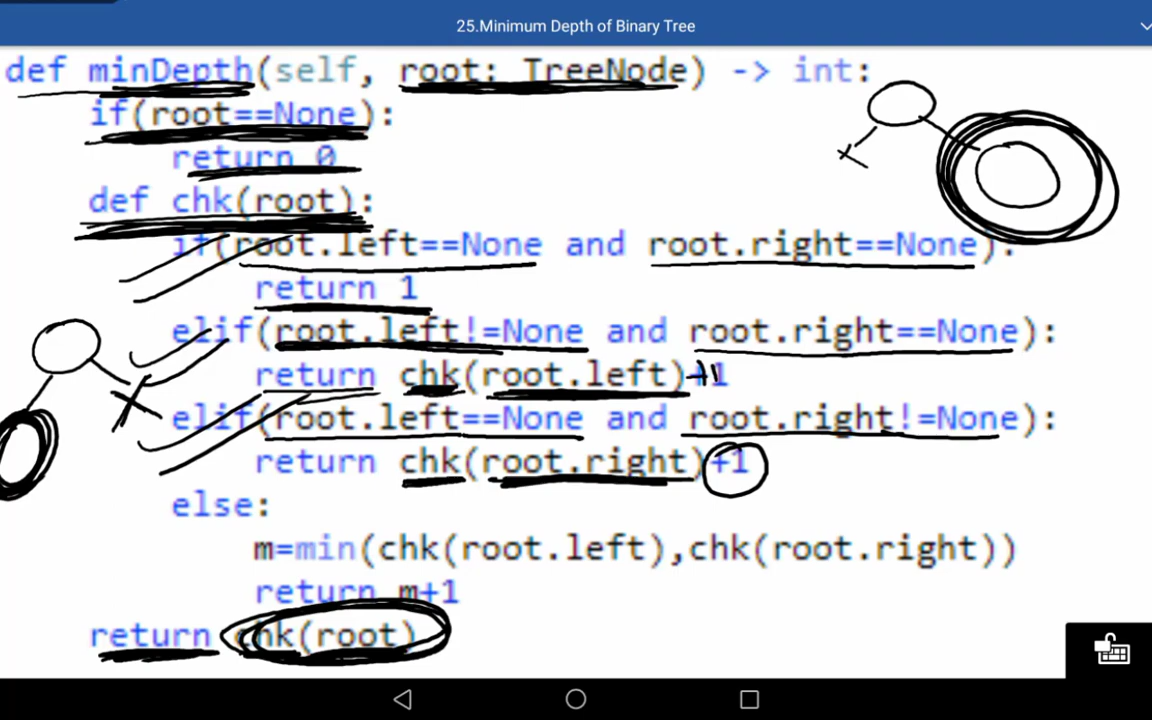 25.Minimum Depth of Binary Tree
def minDepth(self, root: TreeNode) -> int:
if(root==None):
return 0
def chk(root):
if(root.left==None and root.right==None):
return 1
elif(root.left!=None and root.right==None):
return chk(root.left)+1
elif(root.left==None and root.right!=None):
return chk(root.right)+1
else:
m=min(chk(root.left),chk(root.right))
return m+1
return chk(root)